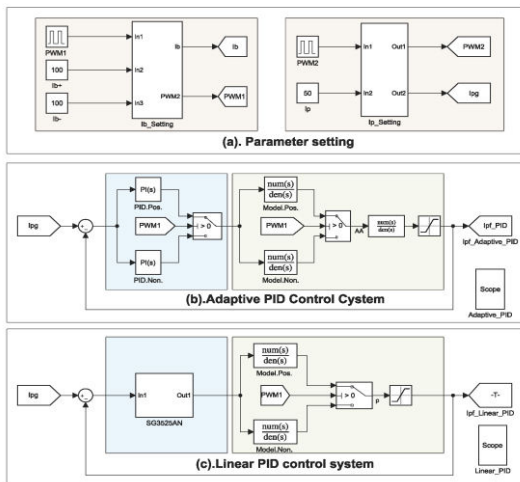 PWM1
100
Ib+
100
Ib-
In1
In2
In3
Ib
PWM2
Ib_Setting
Ib
PWM1
PWM2
50
Ip
In1
In2
Out1
Out2
Ip_Setting
PWM2
Ipg
(a). Parameter setting
Ipg
PI(s)
PID.Pos.
PWM1
> 0
PI(s)
PID.Non.
num(s)
den(s)
Model.Pos.
PWM1
> 0
num(s)
den(s)
Model.Non.
AA
num(s)
den(s)
Ipf_PID
Ipf_Adaptive_PID
Scope
Adaptive_PID
(b).Adaptive PID Control Cystem
Ipg
In1
Out1
SG3525AN
num(s)
den(s)
Model.Pos.
PWM1
> 0
num(s)
den(s)
Model.Non.
p
-T-
Ipf_Linear_PID
Scope
Linear_PID
(c).Linear PID control system